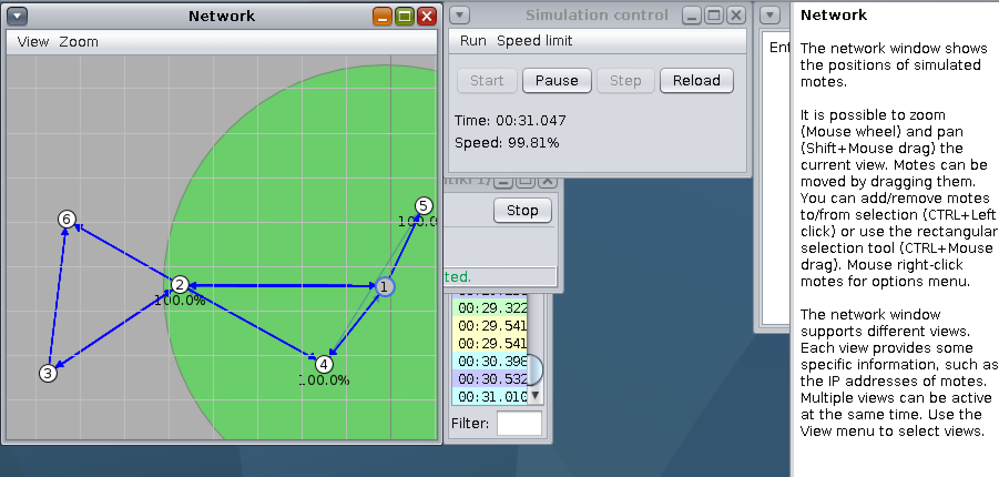 Network
View Zoom
6
5
100.0
2
100.0%
1
3
4
100.0%
Simulation control
Run Speed limit
Start Pause Step Reload
Time: 00:31.047
Speed: 99.81%
Stop
ted.
00:29.322
00:29.541
00:29.541
00:30.398
00:30.532
00:31.010
Filter:
Network
The network window shows
the positions of simulated
motes.
It is possible to zoom
(Mouse wheel) and pan
(Shift+Mouse drag) the
current view. Motes can be
moved by dragging them.
You can add/remove motes
to/from selection (CTRL+Left
click) or use the rectangular
selection tool (CTRL+Mouse
drag). Mouse right-click
motes for options menu.
The network window
supports different views.
Each view provides some
specific information, such as
the IP addresses of motes.
Multiple views can be active
at the same time. Use the
View menu to select views.